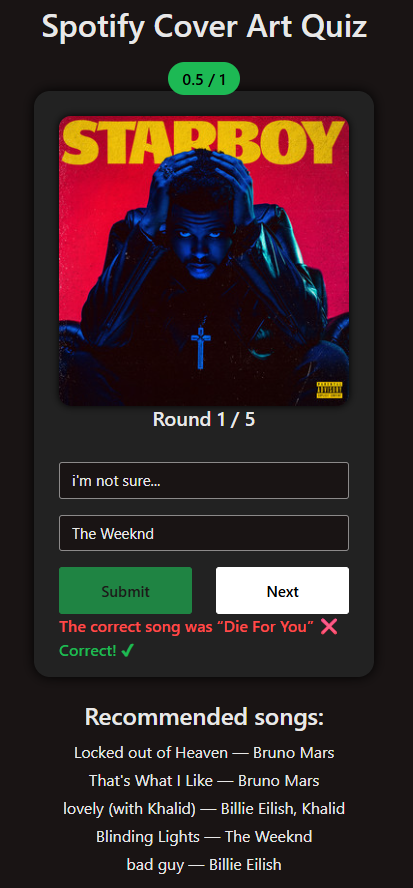 Spotify Cover Art Quiz
0.5 / 1
STARBOY
PARENTAL
ADVISORY
EXPLICIT CONTENT
Round 1 / 5
i'm not sure...
The Weeknd
Submit Next
The correct song was “Die For You” ❌
Correct! ✔
Recommended songs:
Locked out of Heaven — Bruno Mars
That's What I Like — Bruno Mars
lovely (with Khalid) — Billie Eilish, Khalid
Blinding Lights — The Weeknd
bad guy — Billie Eilish